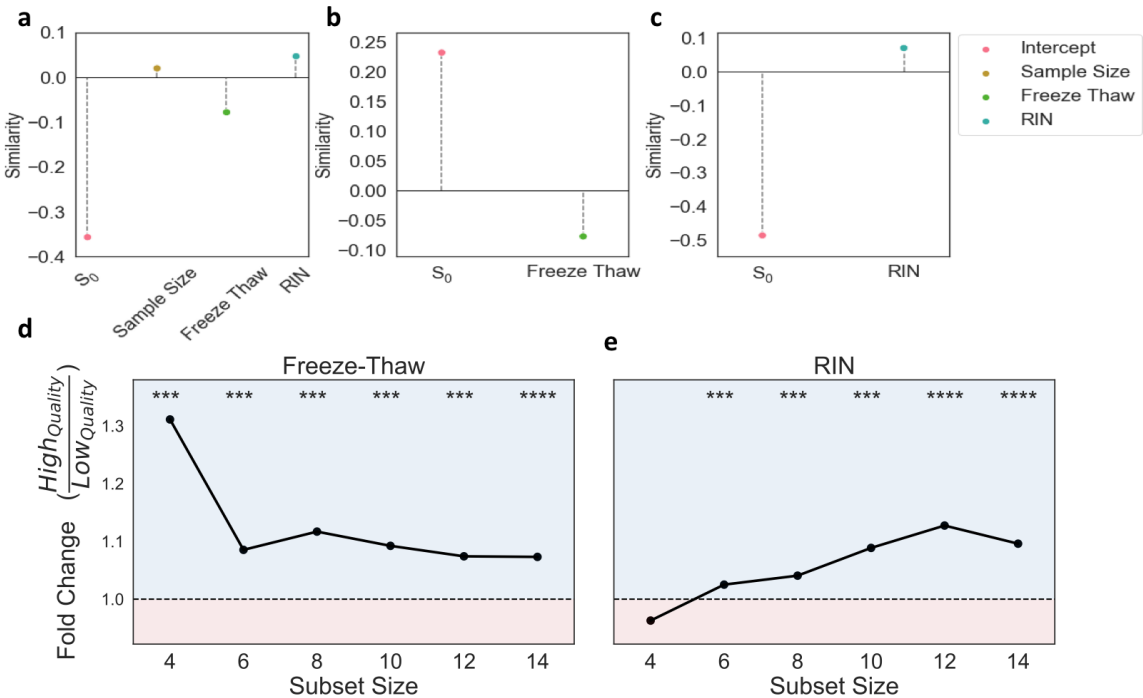 a
0.1
0.0
−0.1
−0.2
−0.3
−0.4
Similarity
S0
Sample Size
Freeze Thaw
RIN
b
0.25
0.20
0.15
0.10
0.05
0.00
−0.05
−0.10
Similarity
S0
Freeze Thaw
c
0.1
0.0
−0.1
−0.2
−0.3
−0.4
−0.5
Similarity
S0
RIN
Intercept
Sample Size
Freeze Thaw
RIN
d
Freeze-Thaw
*** *** *** *** *** ****
1.3
1.2
1.1
1.0
Fold Change (HighQuality/LowQuality)
4 6 8 10 12 14
Subset Size
e
RIN
*** *** *** **** ****
4 6 8 10 12 14
Subset Size